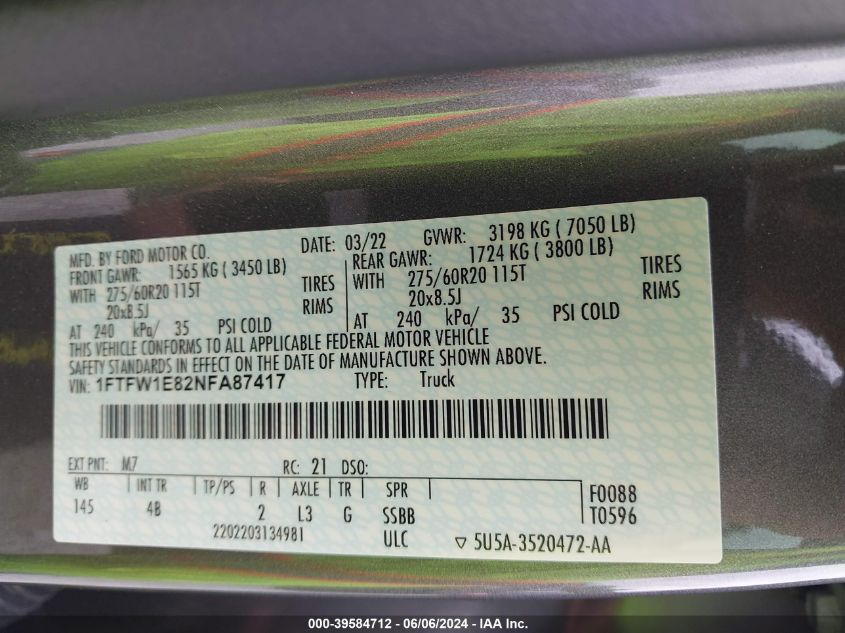 MFD. BY FORD MOTOR CO. DATE: 03/22 GVWR: 3198 KG ( 7050 LB)
FRONT GAWR: 1565 KG ( 3450 LB) REAR GAWR: 1724 KG ( 3800 LB)
WITH 275/60R20 115T TIRES WITH 275/60R20 115T TIRES
20x8.5J RIMS 20x8.5J RIMS
AT 240 kPa/ 35 PSI COLD AT 240 kPa/ 35 PSI COLD
THIS VEHICLE CONFORMS TO ALL APPLICABLE FEDERAL MOTOR VEHICLE
SAFETY STANDARDS IN EFFECT ON THE DATE OF MANUFACTURE SHOWN ABOVE.
VIN: 1FTFW1E82NFA87417 TYPE: Truck
EXT PNT: M7 RC: 21 DSO:
WB INT TR TP/PS R AXLE TR SPR F0088
145 4B 2 L3 G SSBB T0596
2202203134981 ULC ▽ 5U5A-3520472-AA
000-39584712 - 06/06/2024 - IAA Inc.